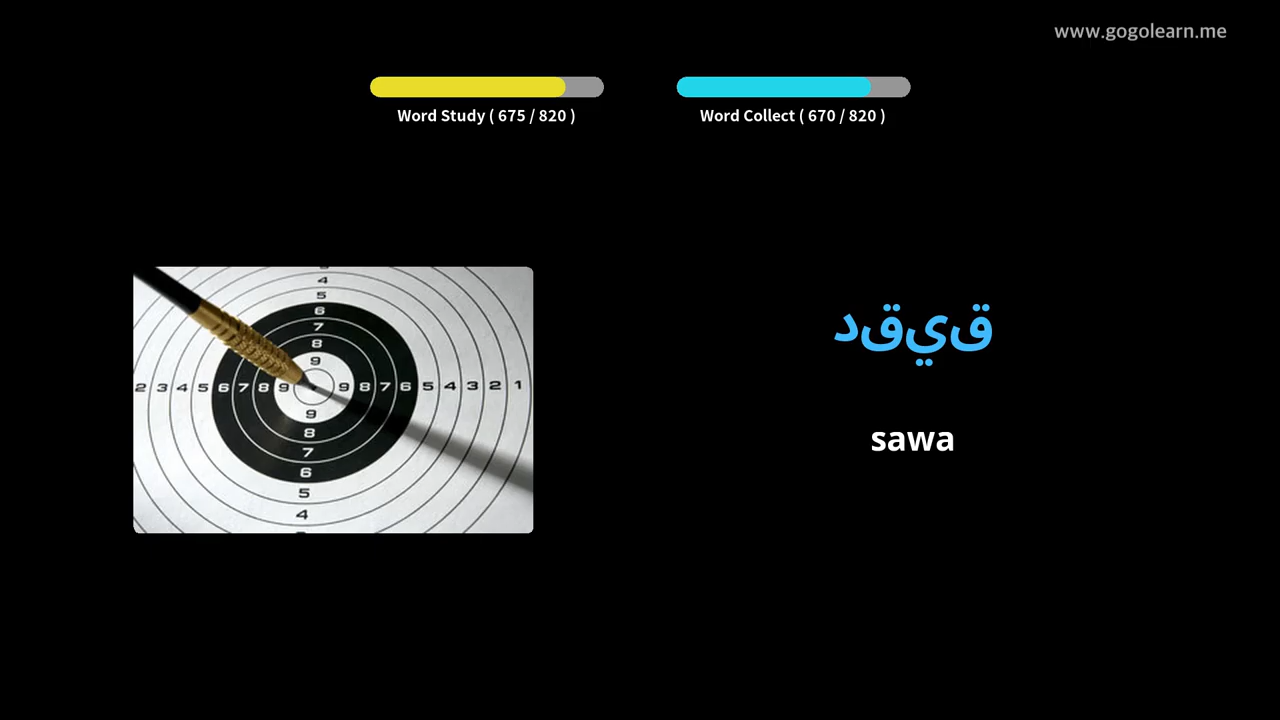 www.gogolearn.me
Word Study ( 675 / 820 )
Word Collect ( 670 / 820 )
دقيق
sawa
4
5
6
7
8
9
2 3 4 5 6 7 8 9 9 8 7 6 5 4 3 2 1
9
8
7
6
5
4